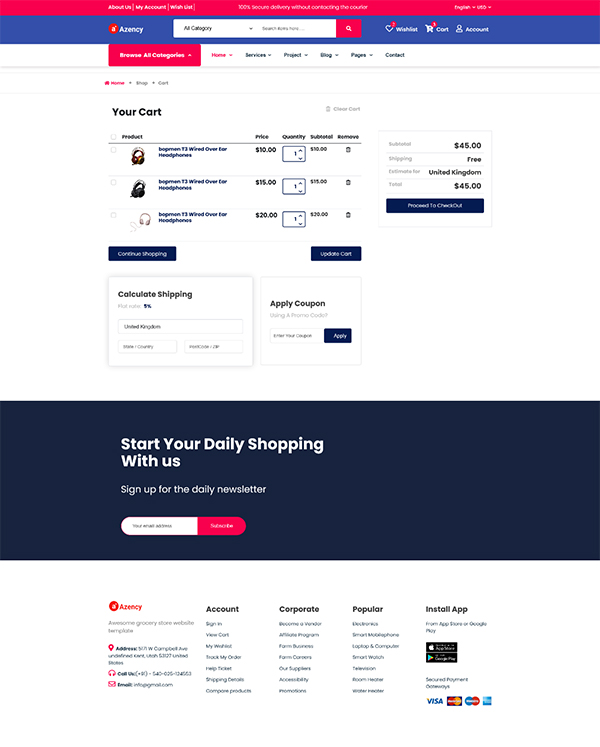 About Us | My Account | Wish List |
100% Secure delivery without contacting the courier
English USD
Azency
All Category
Search items here ...
Wishlist
Cart
Account
Browse All Categories
Home
Services
Project
Blog
Pages
Contact
Home Shop Cart
Your Cart
Clear Cart
Product Price Quantity Subtotal Remove
bopmen T3 Wired Over Ear
Headphones
$10.00 1 $10.00
bopmen T3 Wired Over Ear
Headphones
$15.00 1 $15.00
bopmen T3 Wired Over Ear
Headphones
$20.00 1 $20.00
Continue Shopping
Update Cart
Subtotal $45.00
Shipping Free
Estimate for United Kingdom
Total $45.00
Proceed To CheckOut
Calculate Shipping
Flat rate: 5%
United Kingdom
State / Country
PostCode / ZIP
Apply Coupon
Using A Promo Code?
Enter Your Coupon
Apply
Start Your Daily Shopping
With us
Sign up for the daily newsletter
Your email address
Subscribe
Azency
Awesome grocery store website
template
Address: 5171 W Campbell Ave
undefined Kent, Utah 53127 United
States
Call Us:(+91) - 540-025-124553
Email: info@gmail.com
Account
Sign In
View Cart
My Wishlist
Track My Order
Help Ticket
Shipping Details
Compare products
Corporate
Become a Vendor
Affiliate Program
Farm Business
Farm Careers
Our Suppliers
Accessibility
Promotions
Popular
Electronics
Smart Mobilephone
Laptop & Computer
Smart Watch
Television
Room Heater
Water Heater
Install App
From App Store or Google
Play
App Store
Google Play
Secured Payment
Gateways
VISA